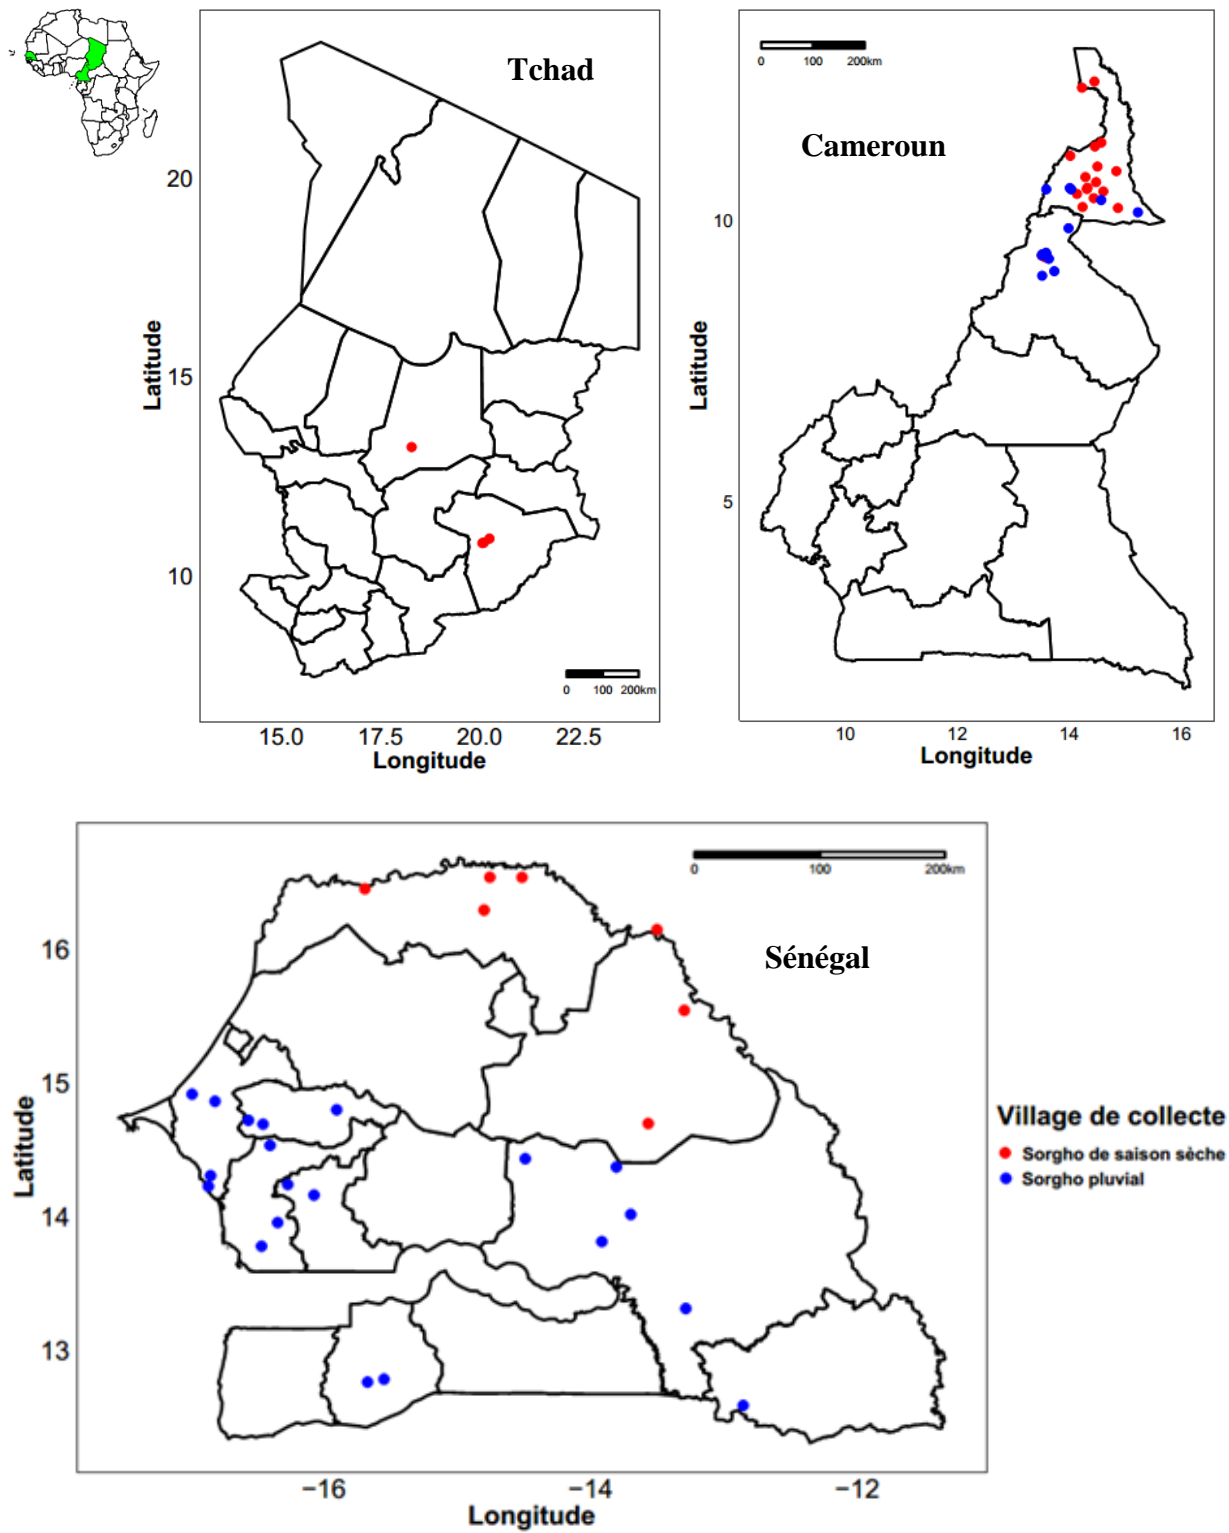 Tchad
20
15
10
Latitude
0 100 200km
15.0 17.5 20.0 22.5
Longitude
0 100 200km
Cameroun
10
5
Latitude
10 12 14 16
Longitude
0 100 200km
Sénégal
16
15
14
13
Latitude
−16 −14 −12
Longitude
Village de collecte
Sorgho de saison sèche
Sorgho pluvial